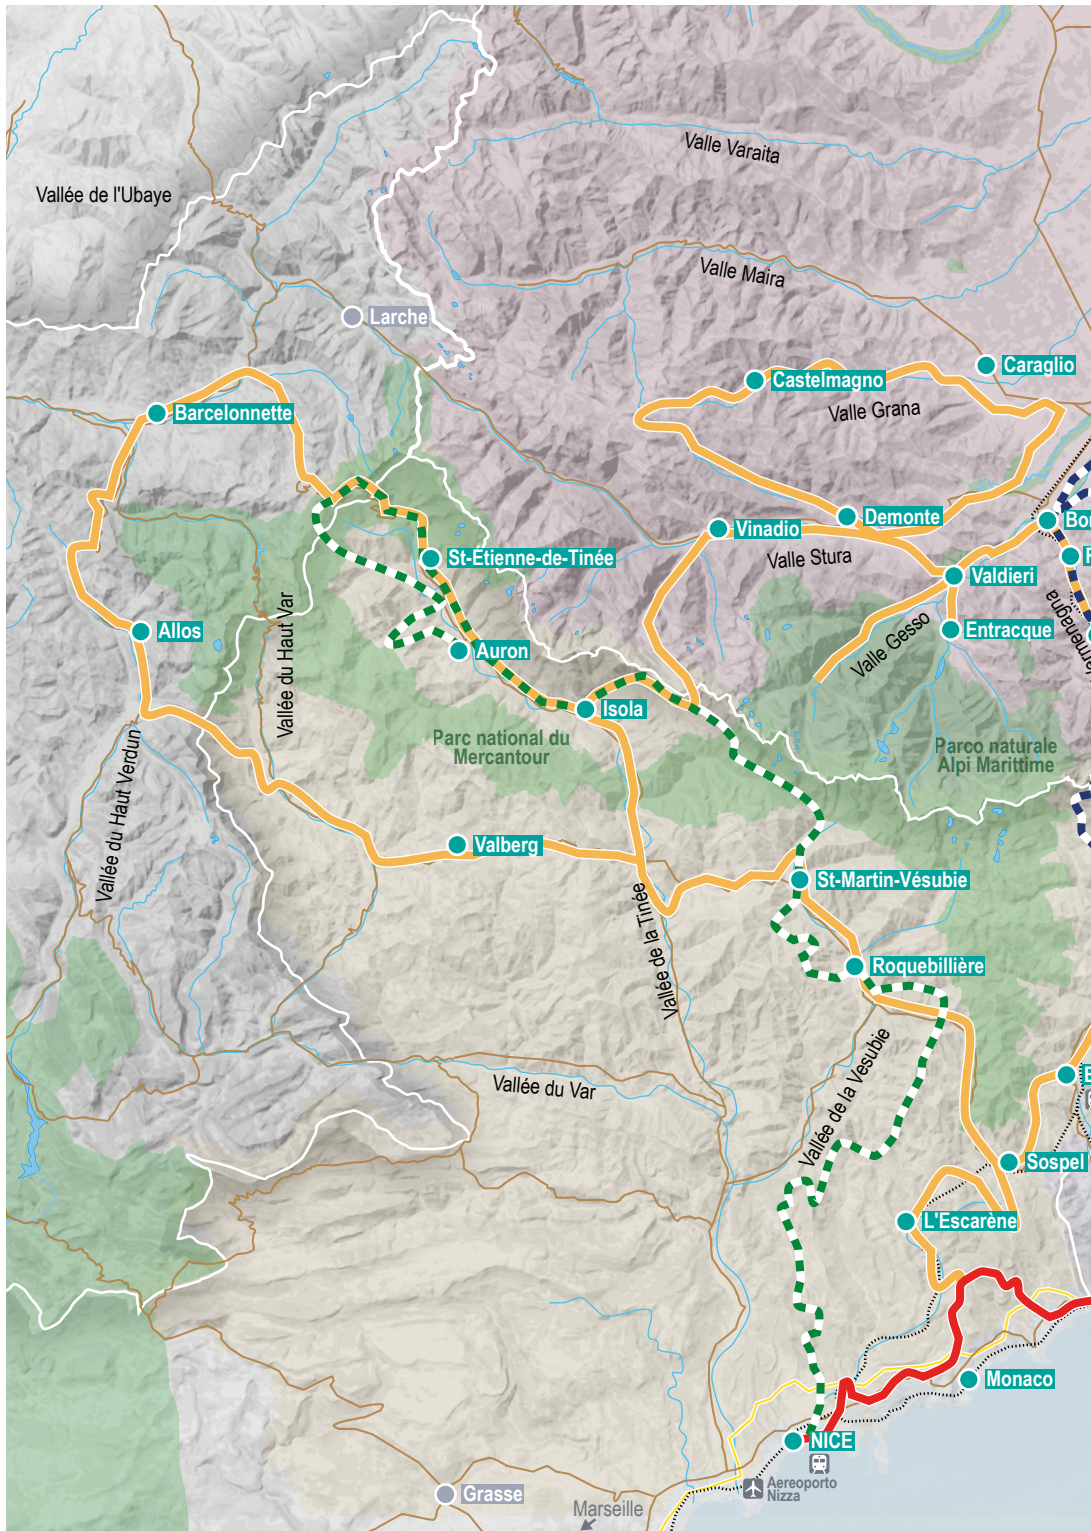 Valle Varaita
Vallée de l'Ubaye
Valle Maira
Larche
Caraglio
Castelmagno
Valle Grana
Barcelonnette
Demonte
Bo
Vinadio
St-Étienne-de-Tinée
Valle Stura
Valdieri
Allos
Vallée du Haut Var
Auron
Valle Gesso
Entracque
Isola
Parc national du
Mercantour
Parco naturale
Alpi Marittime
Vallée du Haut Verdun
Valberg
St-Martin-Vésubie
Vallée de la Tinée
Roquebillière
Vallée du Var
Vallée de la Vesubie
Sospel
L'Escarène
Monaco
NICE
Aereoporto
Nizza
Grasse
Marseille